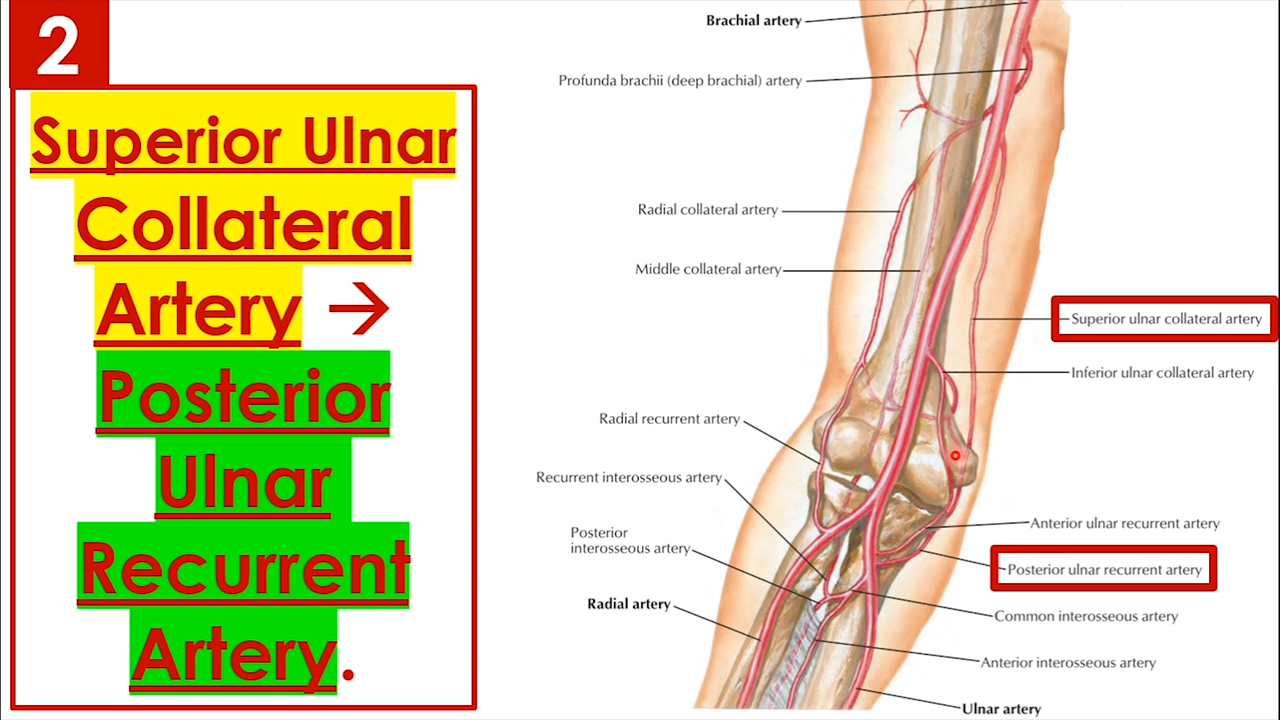 2
Superior Ulnar
Collateral
Artery →
Posterior
Ulnar
Recurrent
Artery.
Brachial artery
Profunda brachii (deep brachial) artery
Radial collateral artery
Middle collateral artery
Superior ulnar collateral artery
Inferior ulnar collateral artery
Radial recurrent artery
Recurrent interosseous artery
Posterior
interosseous artery
Radial artery
Anterior ulnar recurrent artery
Posterior ulnar recurrent artery
Common interosseous artery
Anterior interosseous artery
Ulnar artery